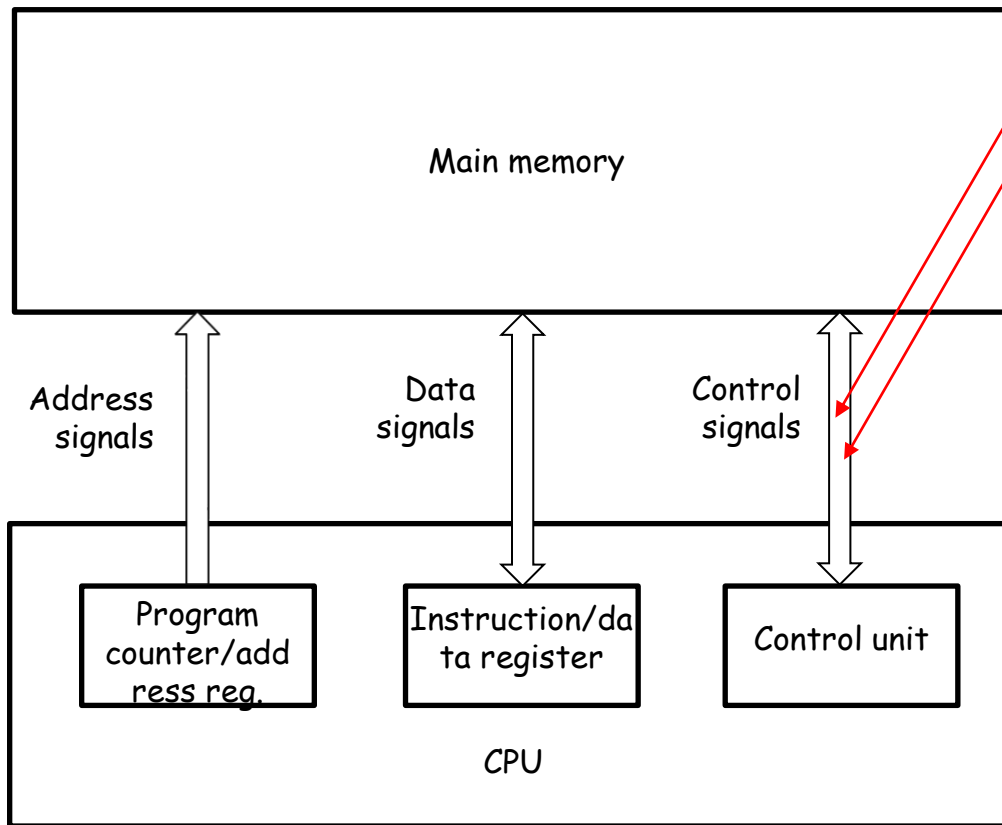 Main memory
Address
signals
Data
signals
Control
signals
Program
counter/add
ress reg.
Instruction/da
ta register
Control unit
CPU